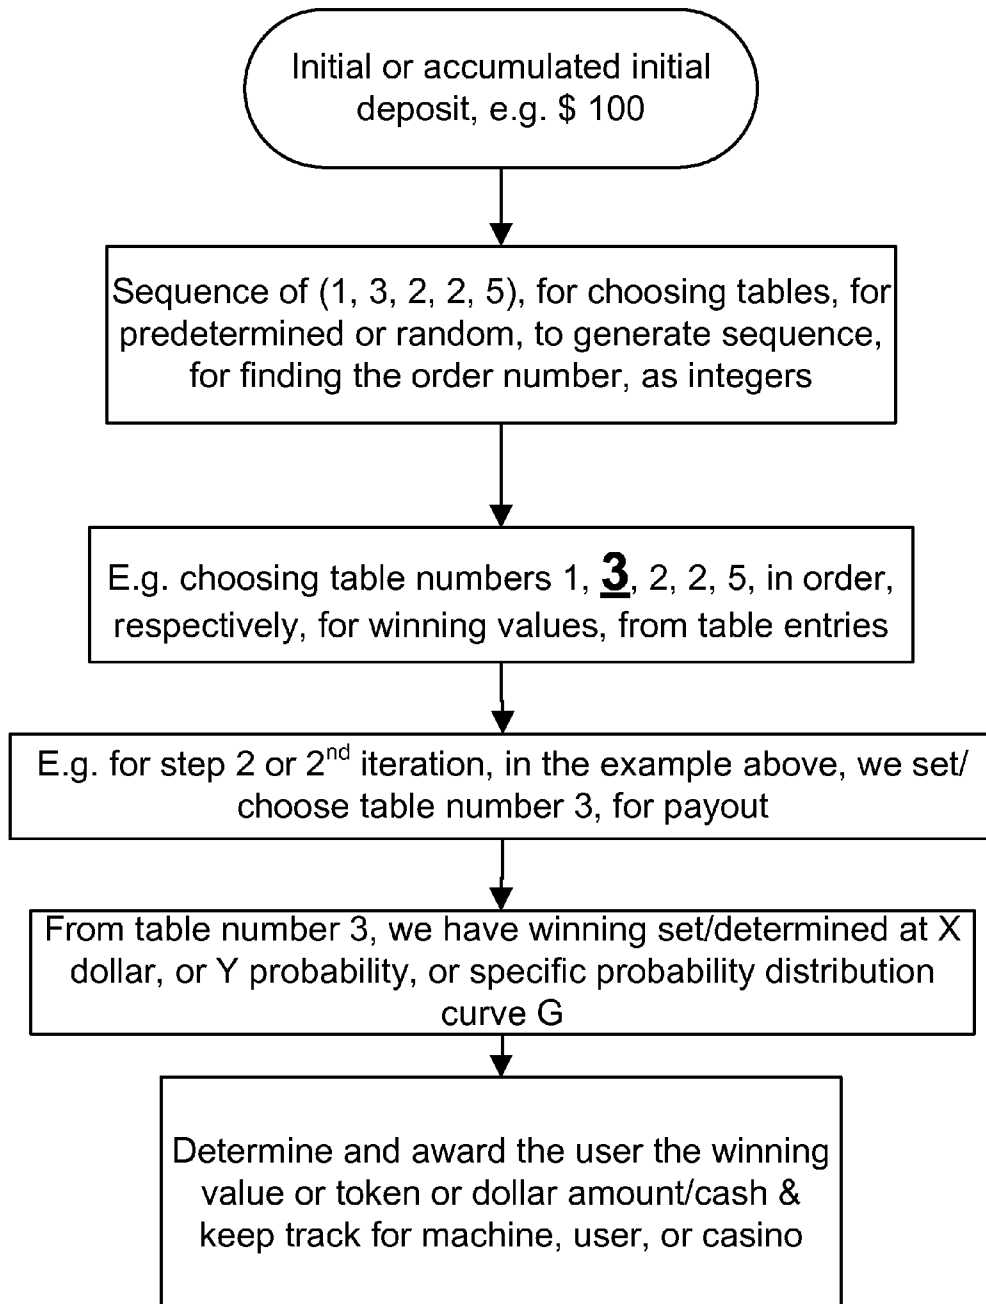 Initial or accumulated initial
deposit, e.g. $ 100
Sequence of (1, 3, 2, 2, 5), for choosing tables, for
predetermined or random, to generate sequence,
for finding the order number, as integers
E.g. choosing table numbers 1, 3, 2, 2, 5, in order,
respectively, for winning values, from table entries
E.g. for step 2 or 2nd iteration, in the example above, we set/
choose table number 3, for payout
From table number 3, we have winning set/determined at X
dollar, or Y probability, or specific probability distribution
curve G
Determine and award the user the winning
value or token or dollar amount/cash &
keep track for machine, user, or casino